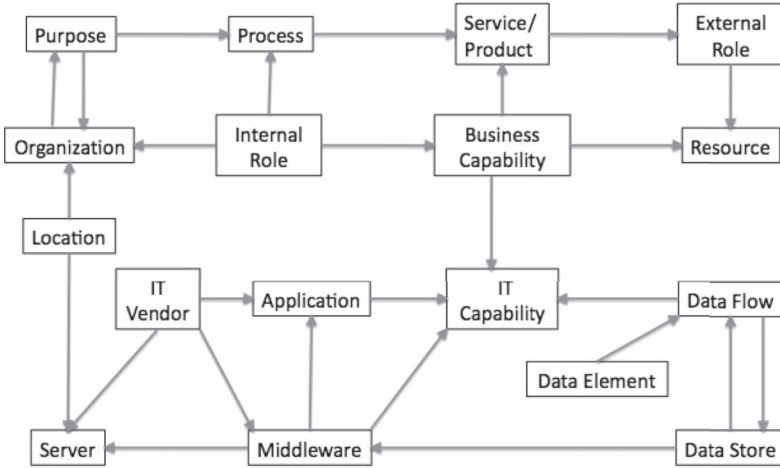 Purpose
Process
Service/
Product
External
Role
Organization
Internal
Role
Business
Capability
Resource
Location
IT
Vendor
Application
IT
Capability
Data Flow
Data Element
Server
Middleware
Data Store